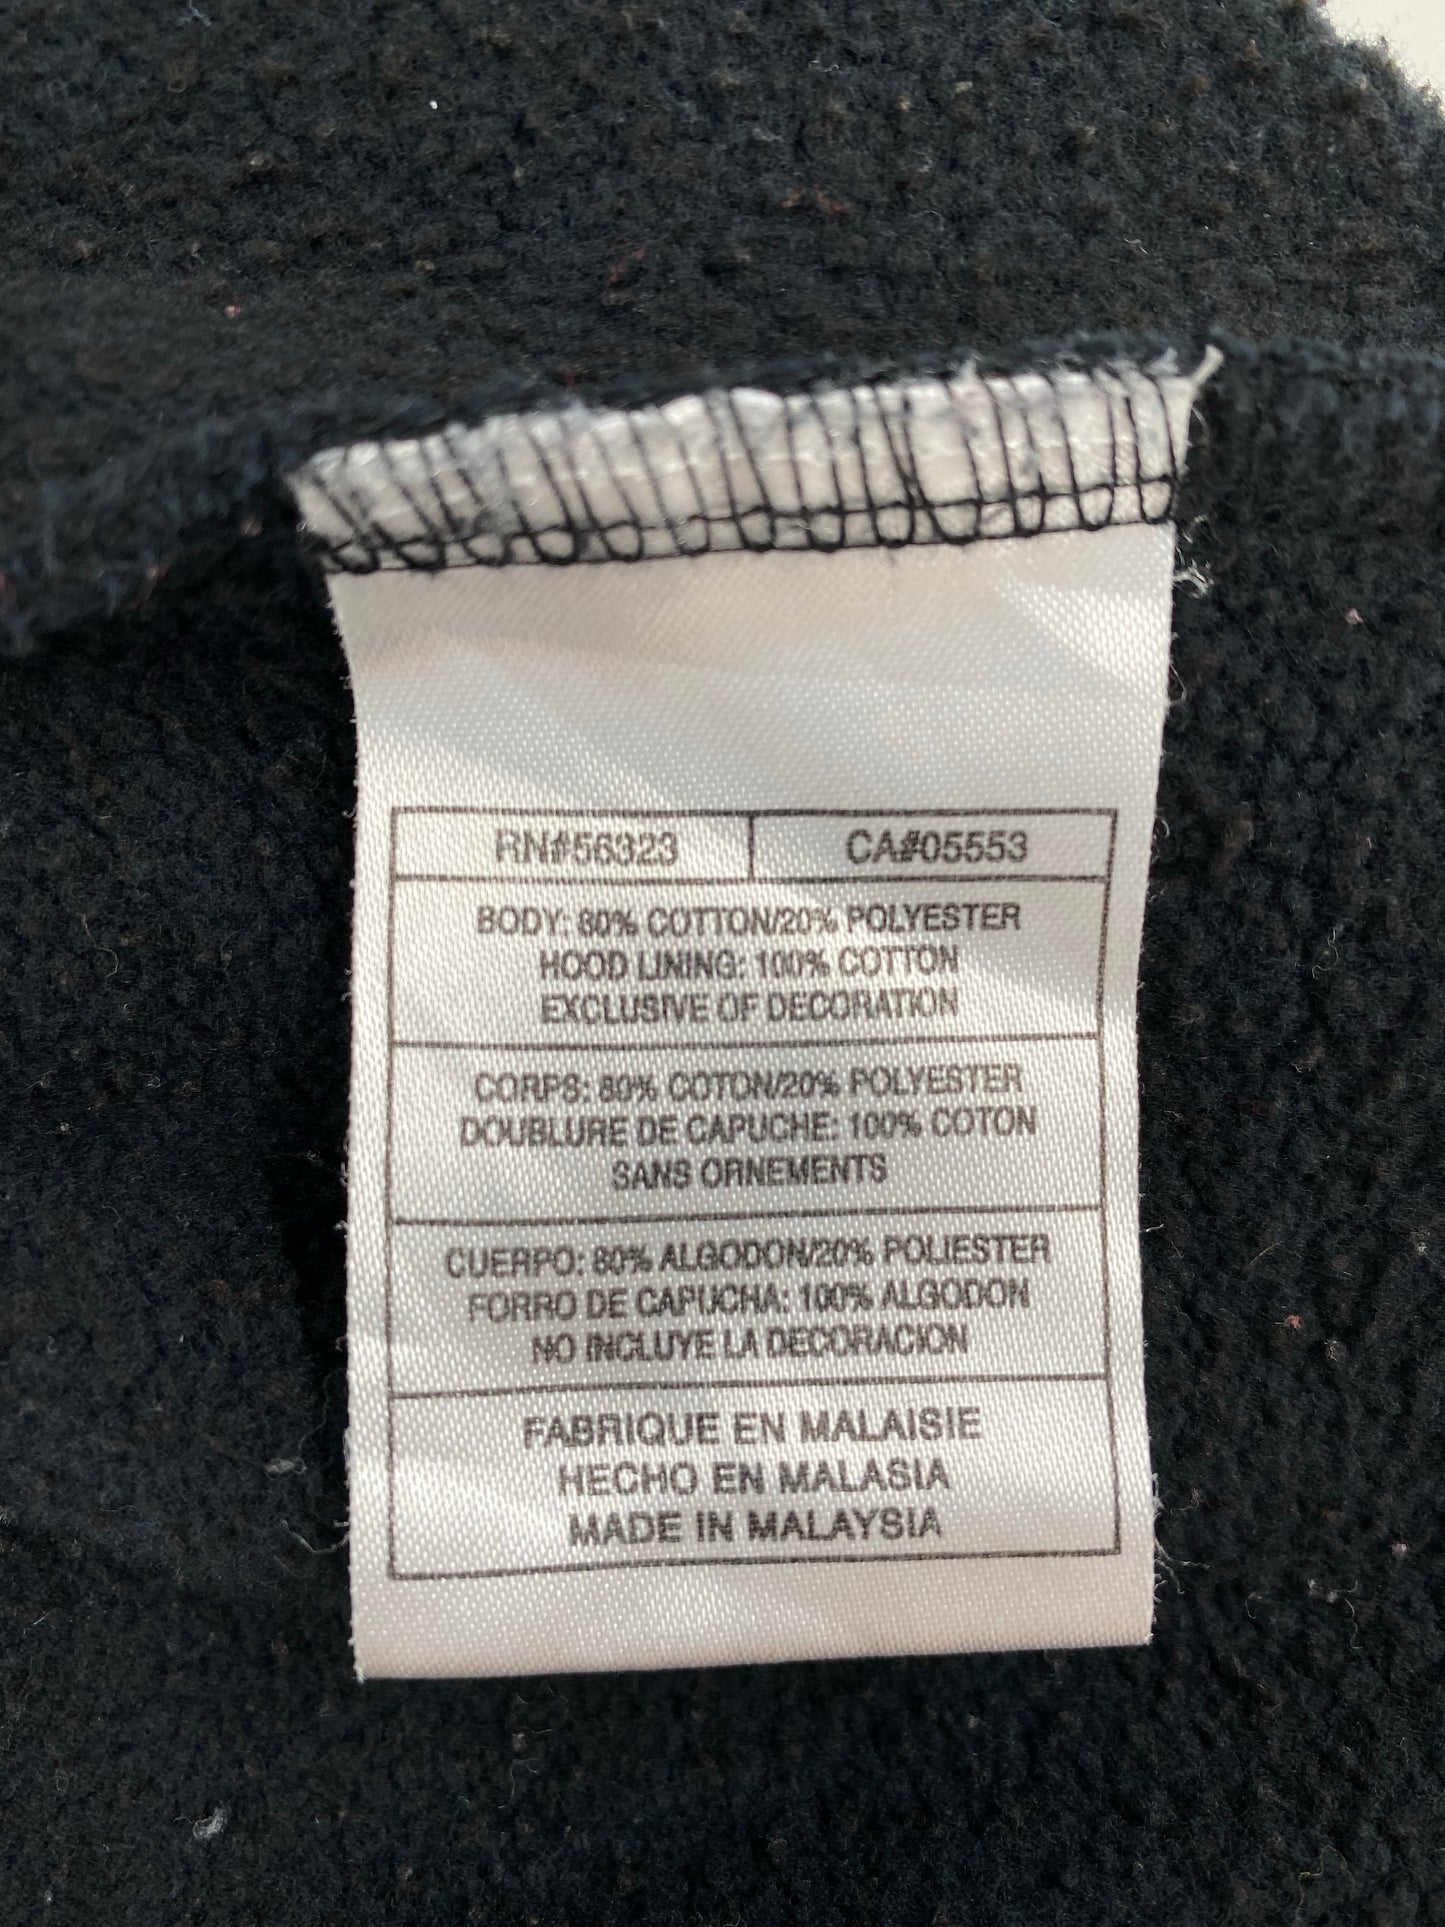 RN#56323 CA#05553
BODY: 80% COTTON/20% POLYESTER
HOOD LINING: 100% COTTON
EXCLUSIVE OF DECORATION
CORPS: 80% COTON/20% POLYESTER
DOUBLURE DE CAPUCHE: 100% COTON
SANS ORNEMENTS
CUERPO: 80% ALGODON/20% POLIESTER
FORRO DE CAPUCHA: 100% ALGODON
NO INCLUYE LA DECORACION
FABRIQUE EN MALAISIE
HECHO EN MALASIA
MADE IN MALAYSIA